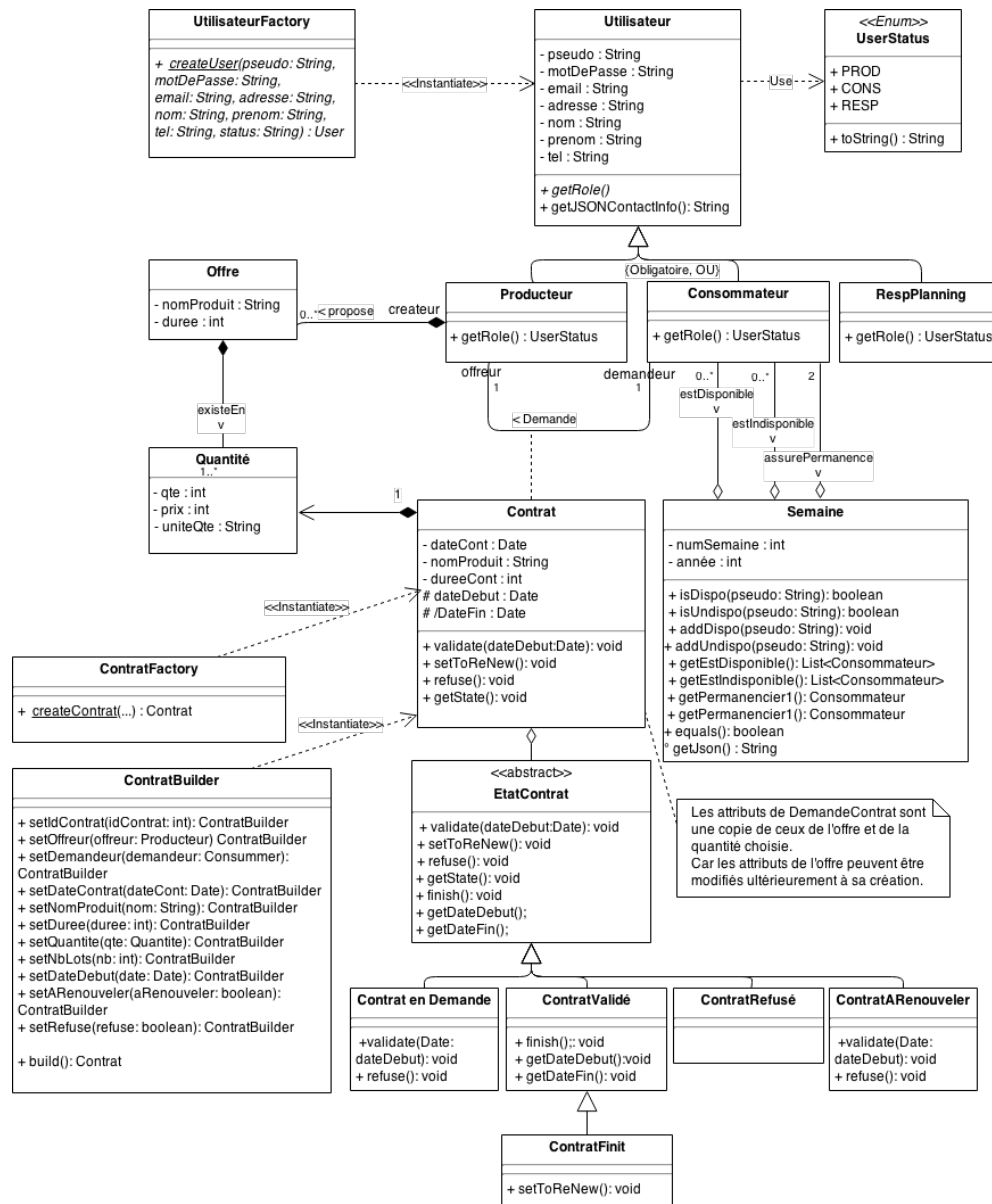 UtilisateurFactory
+ createUser(pseudo: String,
motDePasse: String,
email: String, adresse: String,
nom: String, prenom: String,
tel: String, status: String) : User
<<Instantiate>>
Utilisateur
- pseudo : String
- motDePasse : String
- email : String
- adresse : String
- nom : String
- prenom : String
- tel : String
+ getRole()
+ getJSONContactInfo(): String
Use
<<Enum>>
UserStatus
+ PROD
+ CONS
+ RESP
+ toString() : String
{Obligatoire, OU}
Offre
- nomProduit : String
- duree : int
0..*
< propose
createur
Producteur
+ getRole() : UserStatus
Consommateur
+ getRole() : UserStatus
RespPlanning
+ getRole() : UserStatus
offreur
1
demandeur
1
< Demande
0..*
estDisponible
v
0..*
estIndisponible
v
2
assurePermanence
v
existeEn
v
Quantité
1..*
- qte : int
- prix : int
- uniteQte : String
1
Contrat
- dateCont : Date
- nomProduit : String
- dureeCont : int
# dateDebut : Date
# /DateFin : Date
+ validate(dateDebut:Date): void
+ setToReNew(): void
+ refuse(): void
+ getState(): void
Semaine
- numSemaine : int
- année : int
+ isDispo(pseudo: String): boolean
+ isUndispo(pseudo: String): boolean
+ addDispo(pseudo: String): void
+ addUndispo(pseudo: String): void
+ getEstDisponible(): List<Consommateur>
+ getEstIndisponible(): List<Consommateur>
+ getPermanencier1(): Consommateur
+ getPermanencier1(): Consommateur
+ equals(): boolean
° getJson() : String
<<Instantiate>>
ContratFactory
+ createContrat(...) : Contrat
<<Instantiate>>
ContratBuilder
+ setIdContrat(idContrat: int): ContratBuilder
+ setOffreur(offreur: Producteur) ContratBuilder
+ setDemandeur(demandeur: Consummer):
ContratBuilder
+ setDateContrat(dateCont: Date): ContratBuilder
+ setNomProduit(nom: String): ContratBuilder
+ setDuree(duree: int): ContratBuilder
+ setQuantite(qte: Quantite): ContratBuilder
+ setNbLots(nb: int): ContratBuilder
+ setDateDebut(date: Date): ContratBuilder
+ setARenouveler(aRenouveler: boolean):
ContratBuilder
+ setRefuse(refuse: boolean): ContratBuilder
+ build(): Contrat
<<abstract>>
EtatContrat
+ validate(dateDebut:Date): void
+ setToReNew(): void
+ refuse(): void
+ getState(): void
+ finish(): void
+ getDateDebut();
+ getDateFin();
Les attributs de DemandeContrat sont
une copie de ceux de l'offre et de la
quantité choisie.
Car les attributs de l'offre peuvent être
modifiés ultérieurement à sa création.
Contrat en Demande
+validate(Date:
dateDebut): void
+ refuse(): void
ContratValidé
+ finish();: void
+ getDateDebut():void
+ getDateFin(): void
ContratRefusé
ContratARenouveler
+validate(Date:
dateDebut): void
+ refuse(): void
ContratFinit
+ setToReNew(): void